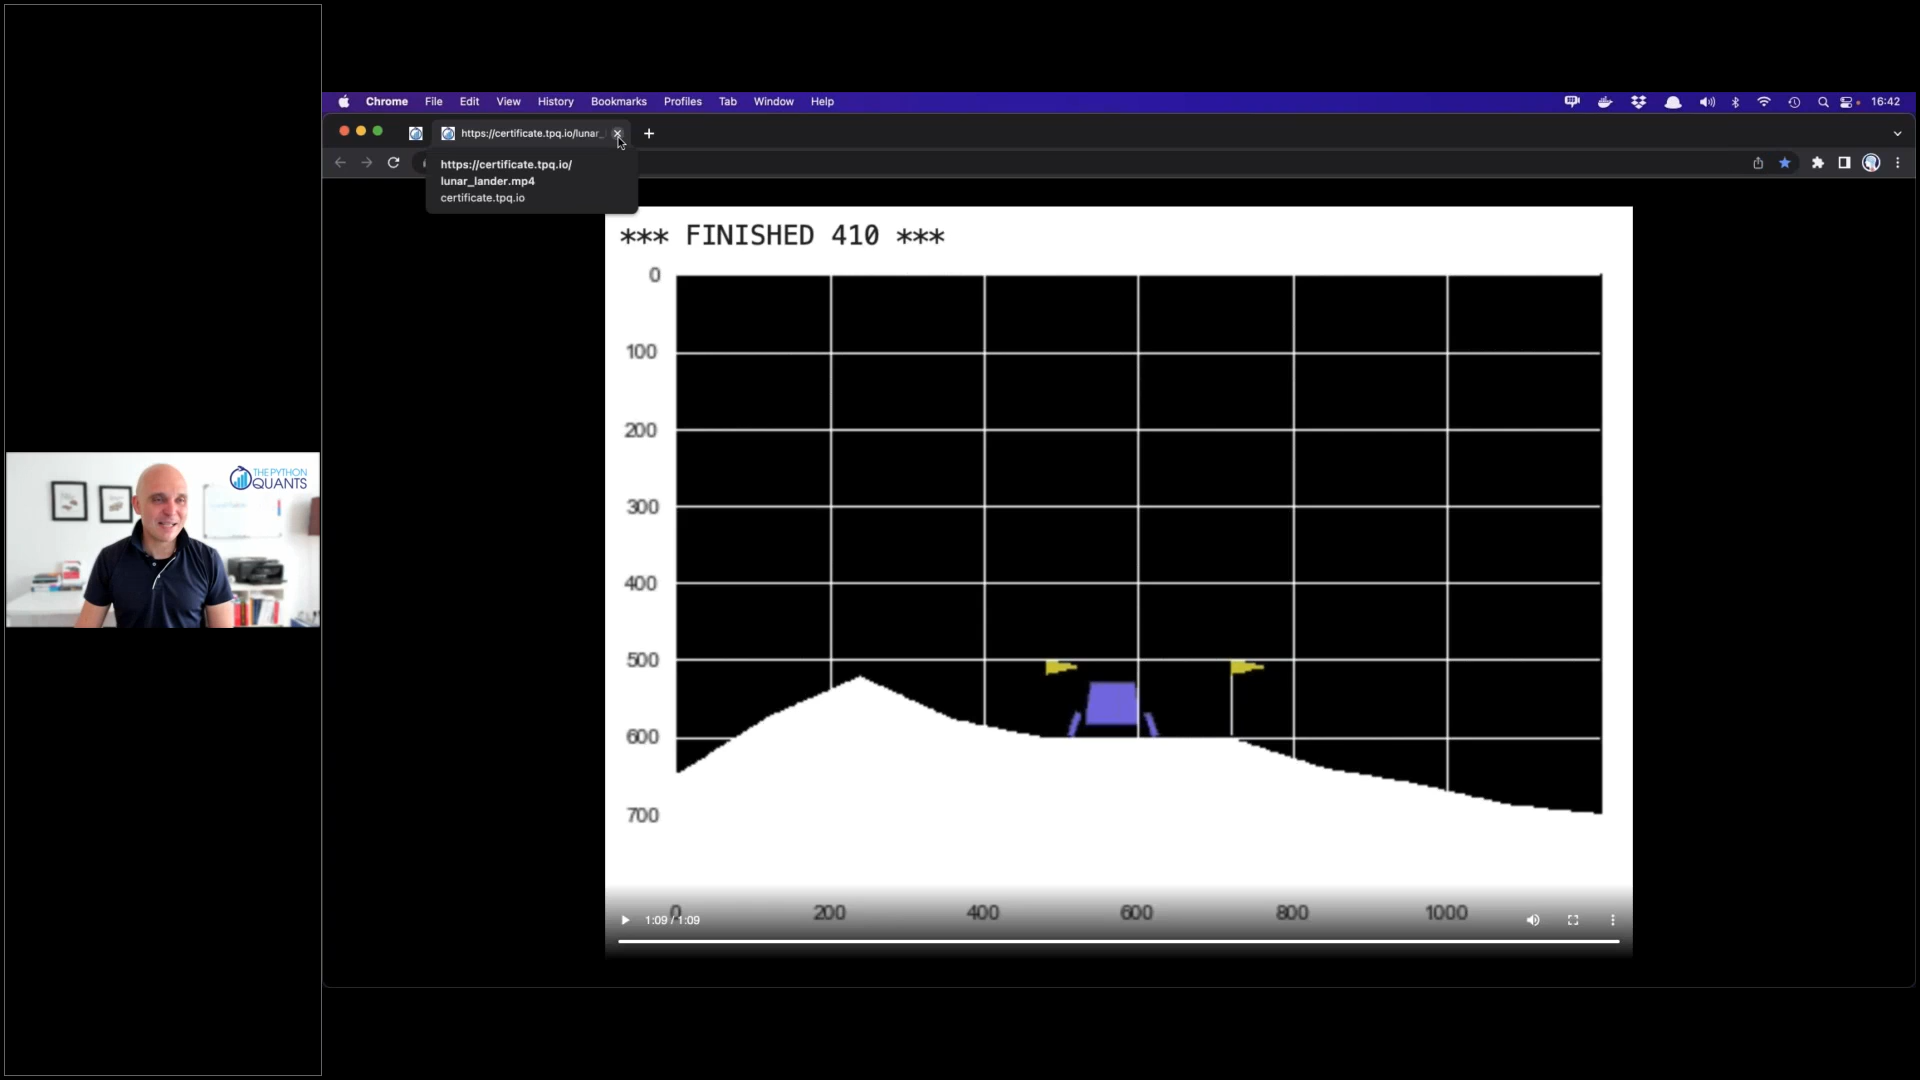 Chrome File Edit View History Bookmarks Profiles Tab Window Help 16:42
https://certificate.tpq.io/lunar_
https://certificate.tpq.io/
lunar_lander.mp4
certificate.tpq.io
*** FINISHED 410 ***
0
100
200
300
400
500
600
700
0 200 400 600 800 1000
1:09 / 1:09
THE PYTHON
QUANTS